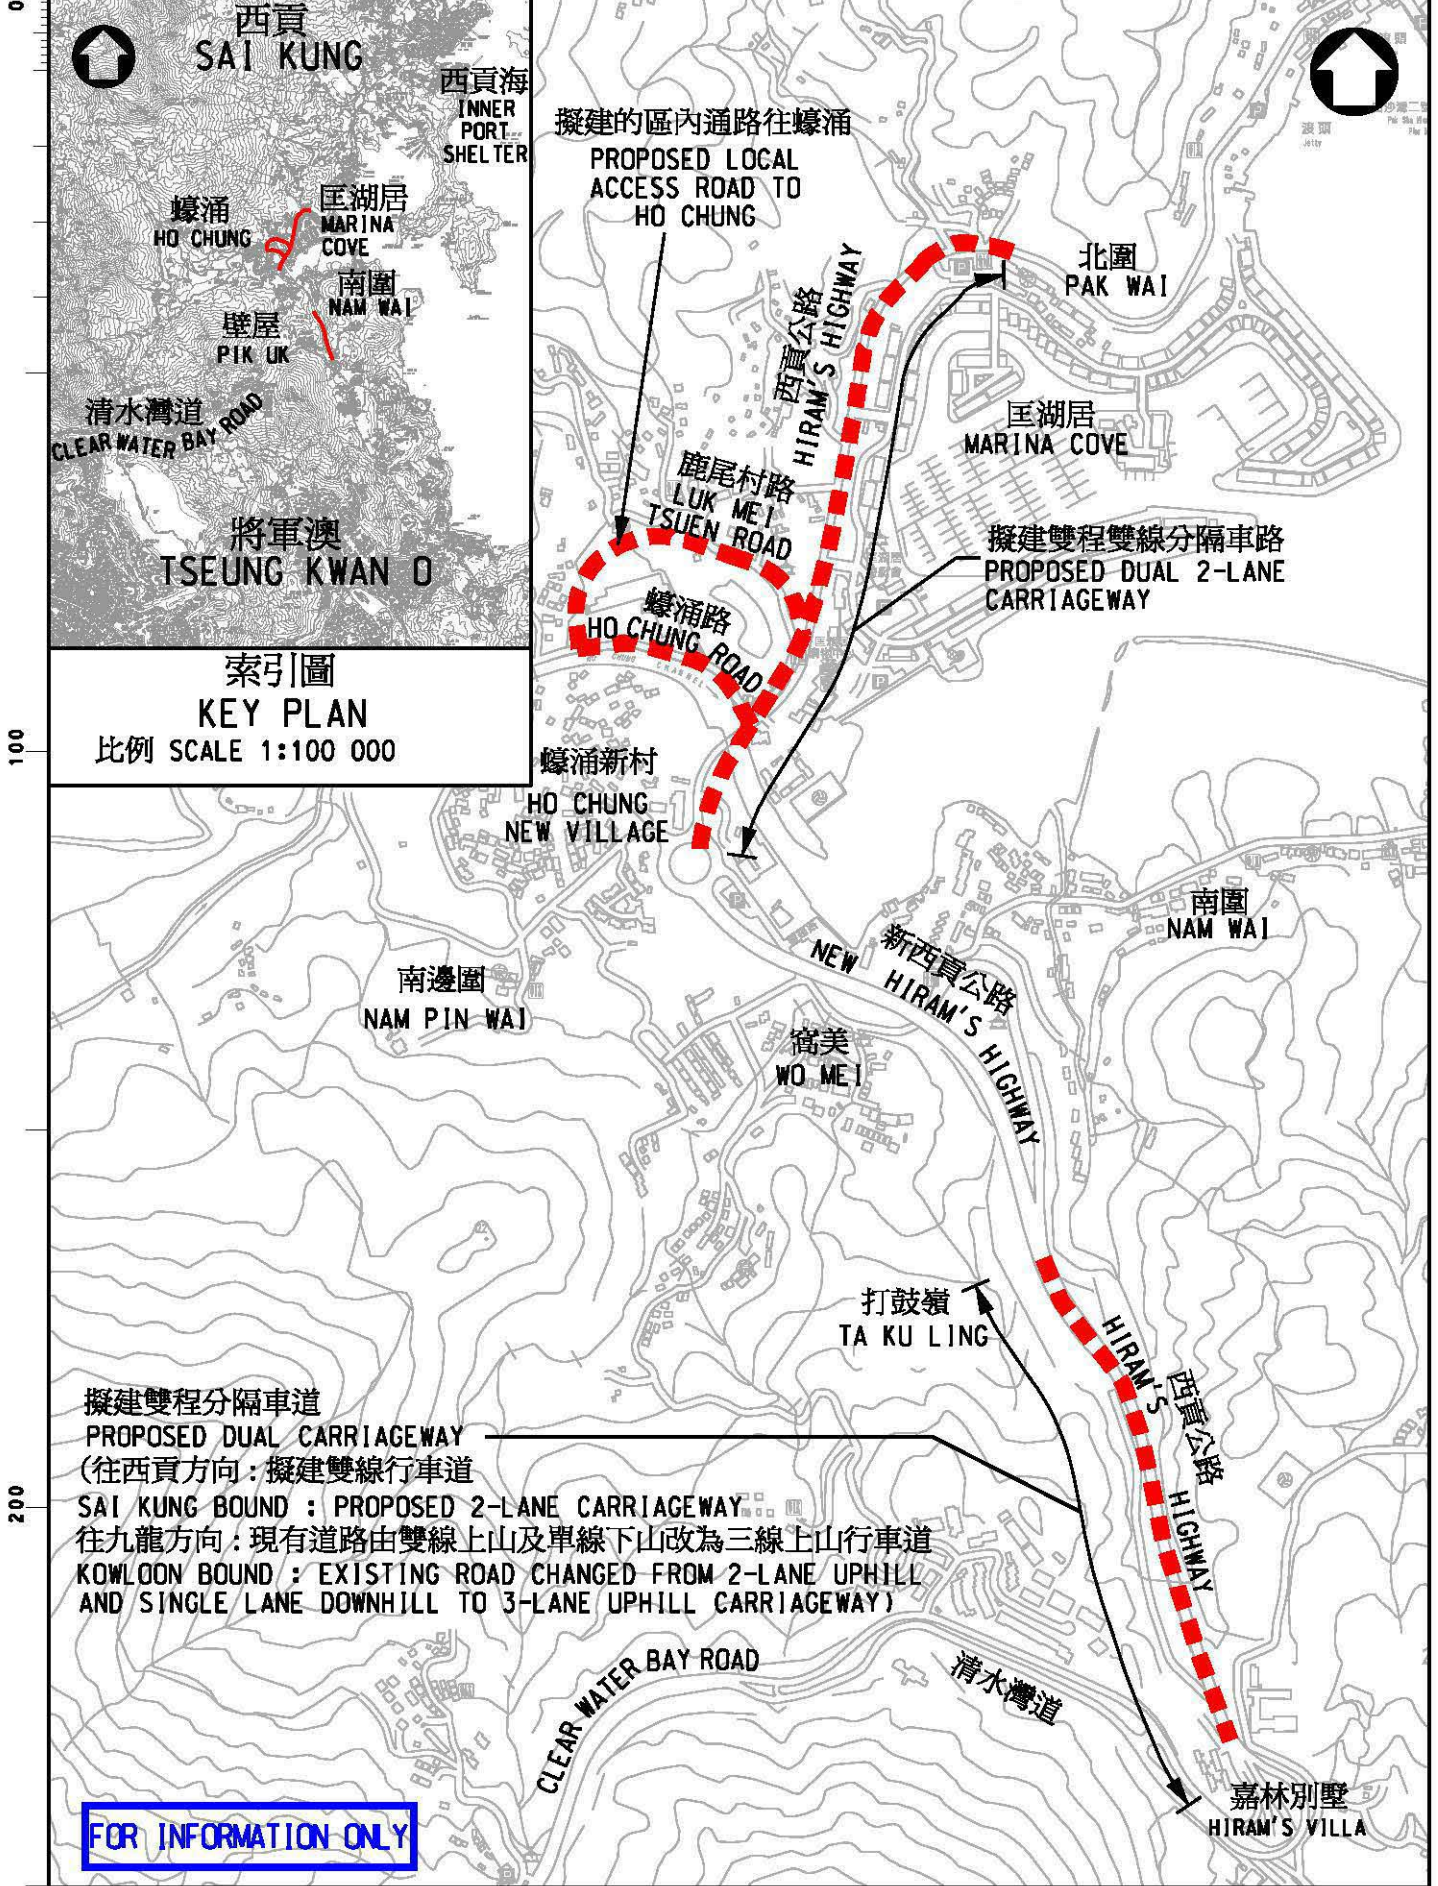 0
西貢
SAI KUNG
西貢海
INNER
PORT
SHELTER
蠔涌
HO CHUNG
匡湖居
MARINA
COVE
南圍
NAM WAI
壁屋
PIK UK
清水灣道
CLEAR WATER BAY ROAD
將軍澳
TSEUNG KWAN O
索引圖
KEY PLAN
比例 SCALE 1:100 000
擬建的區內通路往蠔涌
PROPOSED LOCAL
ACCESS ROAD TO
HO CHUNG
西貢公路
HIRAM'S HIGHWAY
北圍
PAK WAI
匡湖居
MARINA COVE
鹿尾村路
LUK MEI
TSUEN ROAD
擬建雙程雙線分隔車路
PROPOSED DUAL 2-LANE
CARRIAGEWAY
蠔涌路
HO CHUNG ROAD
HO CHUNG CHANNEL
100
蠔涌新村
HO CHUNG
NEW VILLAGE
南圍
NAM WAI
新西貢公路
NEW HIRAM'S HIGHWAY
南邊圍
NAM PIN WAI
窩美
WO MEI
打鼓嶺
TA KU LING
HIRAM'S HIGHWAY
西貢公路
擬建雙程分隔車道
PROPOSED DUAL CARRIAGEWAY
(往西貢方向：擬建雙線行車道
SAI KUNG BOUND : PROPOSED 2-LANE CARRIAGEWAY
往九龍方向：現有道路由雙線上山及單線下山改為三線上山行車道
KOWLOON BOUND : EXISTING ROAD CHANGED FROM 2-LANE UPHILL
AND SINGLE LANE DOWNHILL TO 3-LANE UPHILL CARRIAGEWAY)
200
CLEAR WATER BAY ROAD
清水灣道
嘉林別墅
HIRAM'S VILLA
FOR INFORMATION ONLY
Jetty
P
P
P